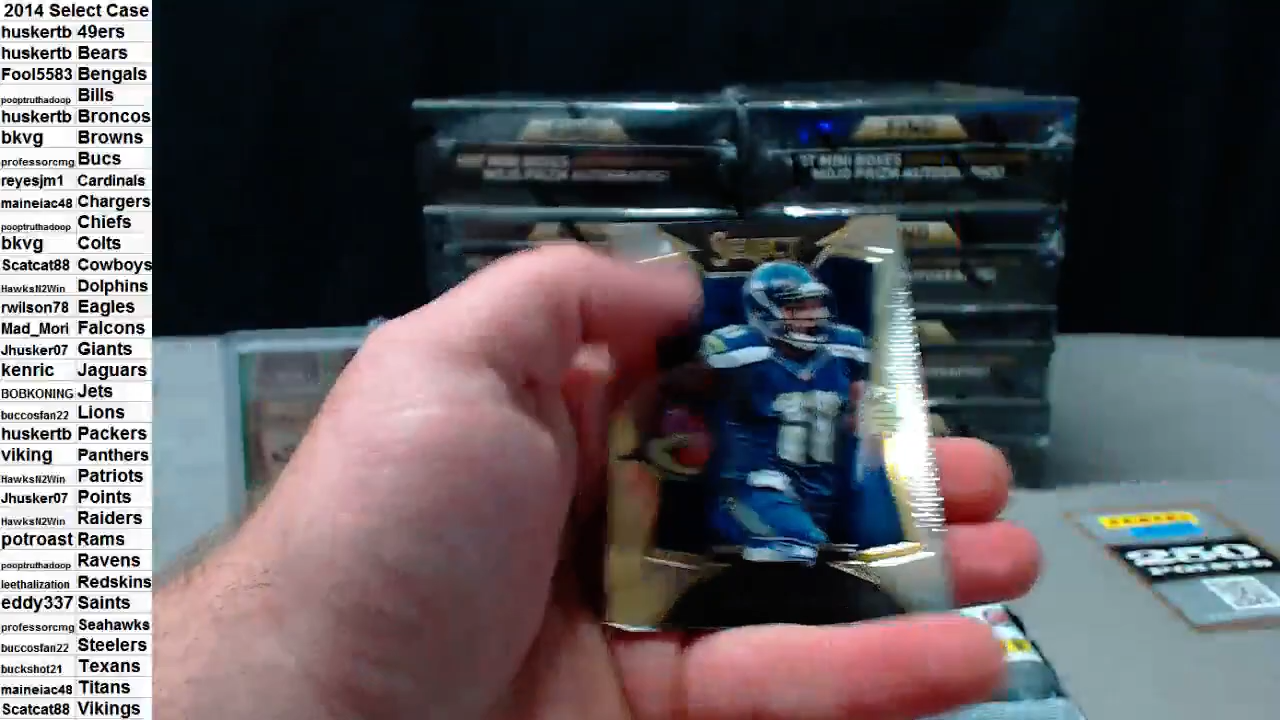 2014 Select Case
huskertb 49ers
huskertb Bears
Fool5583 Bengals
pooptruthadoop Bills
huskertb Broncos
bkvg Browns
professorcmg Bucs
reyesjm1 Cardinals
maineiac48 Chargers
pooptruthadoop Chiefs
bkvg Colts
Scatcat88 Cowboys
HawksN2Win Dolphins
rwilson78 Eagles
Mad_Mori Falcons
Jhusker07 Giants
kenric Jaguars
BOBKONING Jets
buccosfan22 Lions
huskertb Packers
viking Panthers
HawksN2Win Patriots
Jhusker07 Points
HawksN2Win Raiders
potroast Rams
pooptruthadoop Ravens
leethalization Redskins
eddy337 Saints
professorcmg Seahawks
buccosfan22 Steelers
buckshot21 Texans
maineiac48 Titans
Scatcat88 Vikings
SELECT
PANINI
250
POINTS